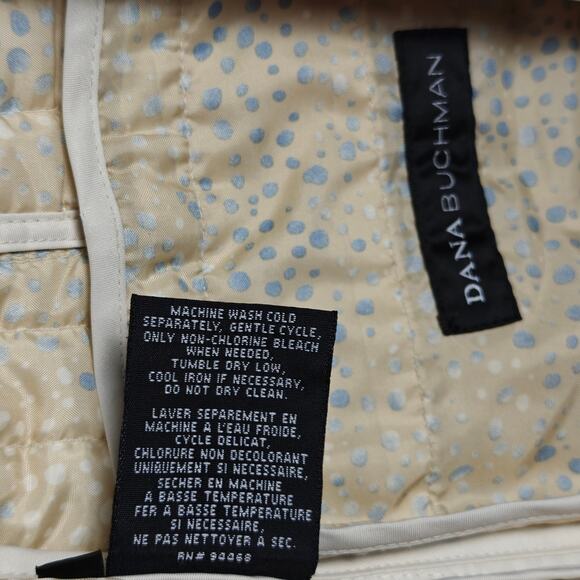 DANA BUCHMAN
MACHINE WASH COLD
SEPARATELY, GENTLE CYCLE,
ONLY NON-CHLORINE BLEACH
WHEN NEEDED,
TUMBLE DRY LOW,
COOL IRON IF NECESSARY,
DO NOT DRY CLEAN.
LAVER SEPAREMENT EN
MACHINE A L'EAU FROIDE,
CYCLE DELICAT,
CHLORURE NON DECOLORANT
UNIQUEMENT SI NECESSAIRE,
SECHER EN MACHINE
A BASSE TEMPERATURE
FER A BASSE TEMPERATURE
SI NECESSAIRE,
NE PAS NETTOYER A SEC.
RN# 94468